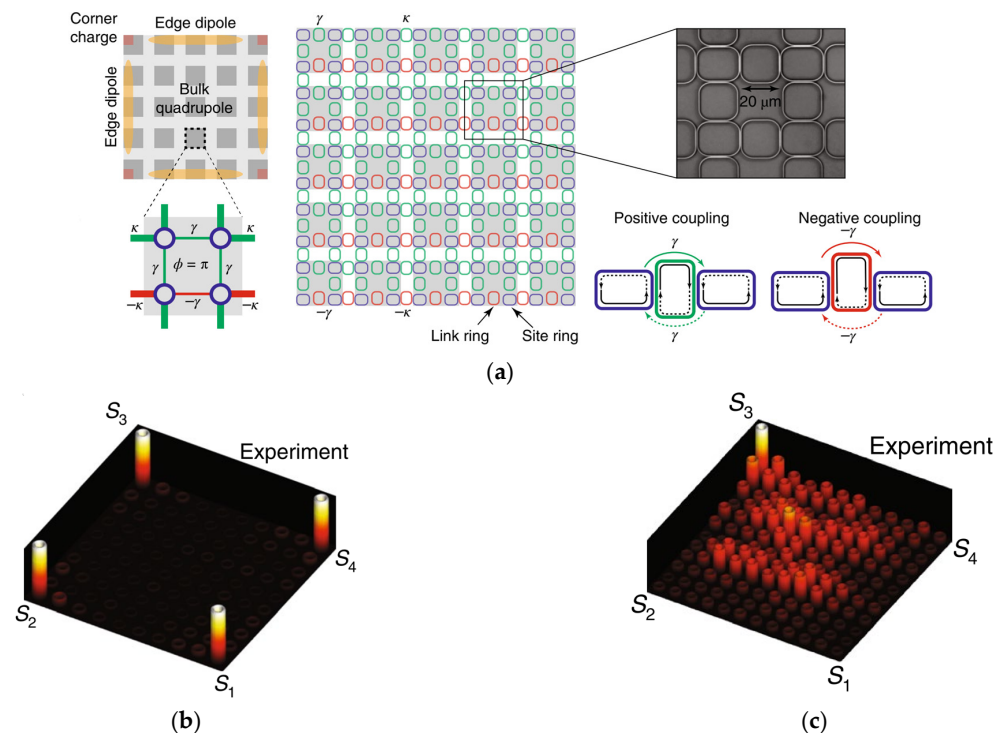 Corner
charge
Edge dipole
Edge dipole
Bulk
quadrupole
κ
γ
κ
γ
ϕ = π
γ
−κ
−γ
−κ
γ
κ
−γ
−κ
Link ring
Site ring
20 μm
Positive coupling
γ
γ
Negative coupling
−γ
−γ
(a)
S3
Experiment
S2
S4
S1
(b)
S3
Experiment
S2
S4
S1
(c)